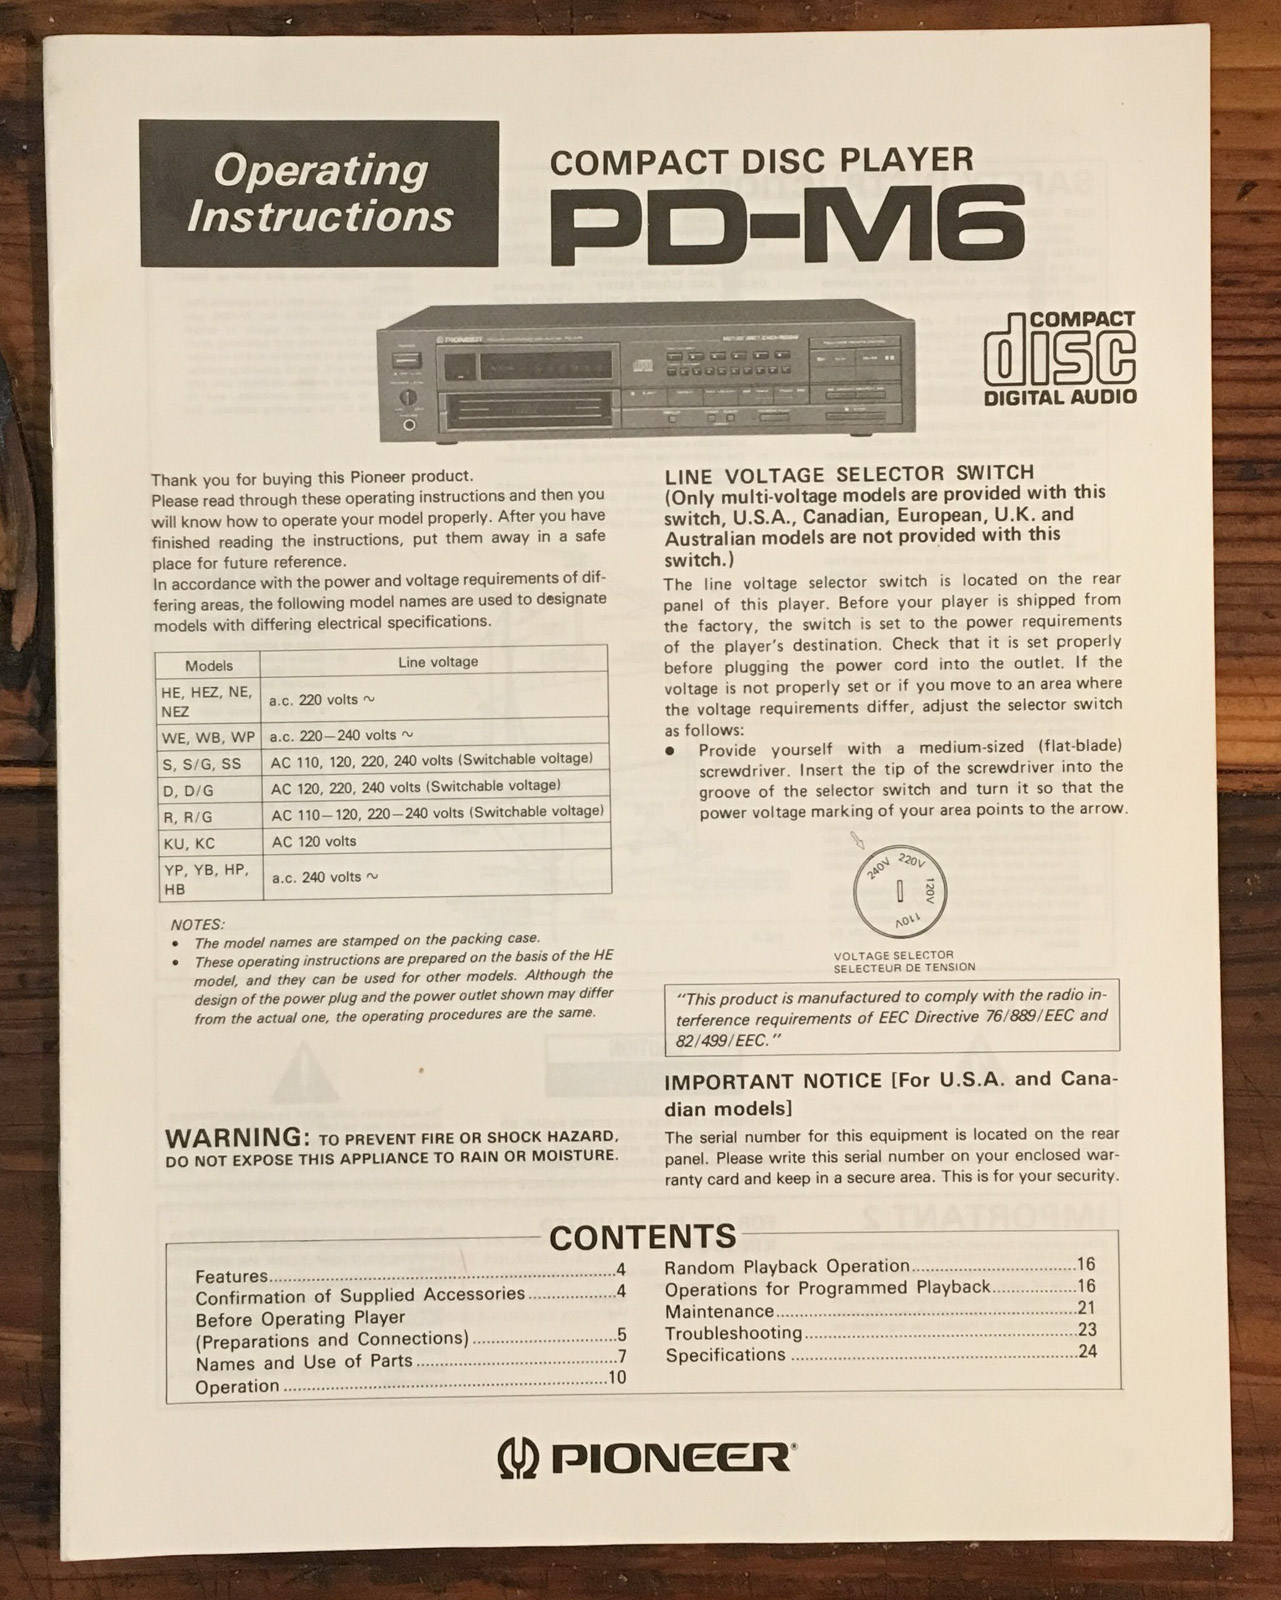 Operating
Instructions
COMPACT DISC PLAYER
PD-M6
PIONEER
COMPACT
disc
DIGITAL AUDIO
Thank you for buying this Pioneer product.
Please read through these operating instructions and then you
will know how to operate your model properly. After you have
finished reading the instructions, put them away in a safe
place for future reference.
In accordance with the power and voltage requirements of dif-
fering areas, the following model names are used to designate
models with differing electrical specifications.
Models Line voltage
HE, HEZ, NE,
NEZ
a.c. 220 volts ∿
WE, WB, WP a.c. 220–240 volts ∿
S, S/G, SS AC 110, 120, 220, 240 volts (Switchable voltage)
D, D/G AC 120, 220, 240 volts (Switchable voltage)
R, R/G AC 110–120, 220–240 volts (Switchable voltage)
KU, KC AC 120 volts
YP, YB, HP,
HB
a.c. 240 volts ∿
NOTES:
• The model names are stamped on the packing case.
• These operating instructions are prepared on the basis of the HE
model, and they can be used for other models. Although the
design of the power plug and the power outlet shown may differ
from the actual one, the operating procedures are the same.
WARNING: TO PREVENT FIRE OR SHOCK HAZARD,
DO NOT EXPOSE THIS APPLIANCE TO RAIN OR MOISTURE.
LINE VOLTAGE SELECTOR SWITCH
(Only multi-voltage models are provided with this
switch, U.S.A., Canadian, European, U.K. and
Australian models are not provided with this
switch.)
The line voltage selector switch is located on the rear
panel of this player. Before your player is shipped from
the factory, the switch is set to the power requirements
of the player's destination. Check that it is set properly
before plugging the power cord into the outlet. If the
voltage is not properly set or if you move to an area where
the voltage requirements differ, adjust the selector switch
as follows:
• Provide yourself with a medium-sized (flat-blade)
screwdriver. Insert the tip of the screwdriver into the
groove of the selector switch and turn it so that the
power voltage marking of your area points to the arrow.
240V 220V 120V 110V
VOLTAGE SELECTOR
SELECTEUR DE TENSION
"This product is manufactured to comply with the radio in-
terference requirements of EEC Directive 76/889/EEC and
82/499/EEC."
IMPORTANT NOTICE [For U.S.A. and Cana-
dian models]
The serial number for this equipment is located on the rear
panel. Please write this serial number on your enclosed war-
ranty card and keep in a secure area. This is for your security.
CONTENTS
Features....................4
Confirmation of Supplied Accessories..........4
Before Operating Player
(Preparations and Connections)..........5
Names and Use of Parts..........7
Operation....................10
Random Playback Operation..........16
Operations for Programmed Playback..........16
Maintenance....................21
Troubleshooting....................23
Specifications....................24
PIONEER®